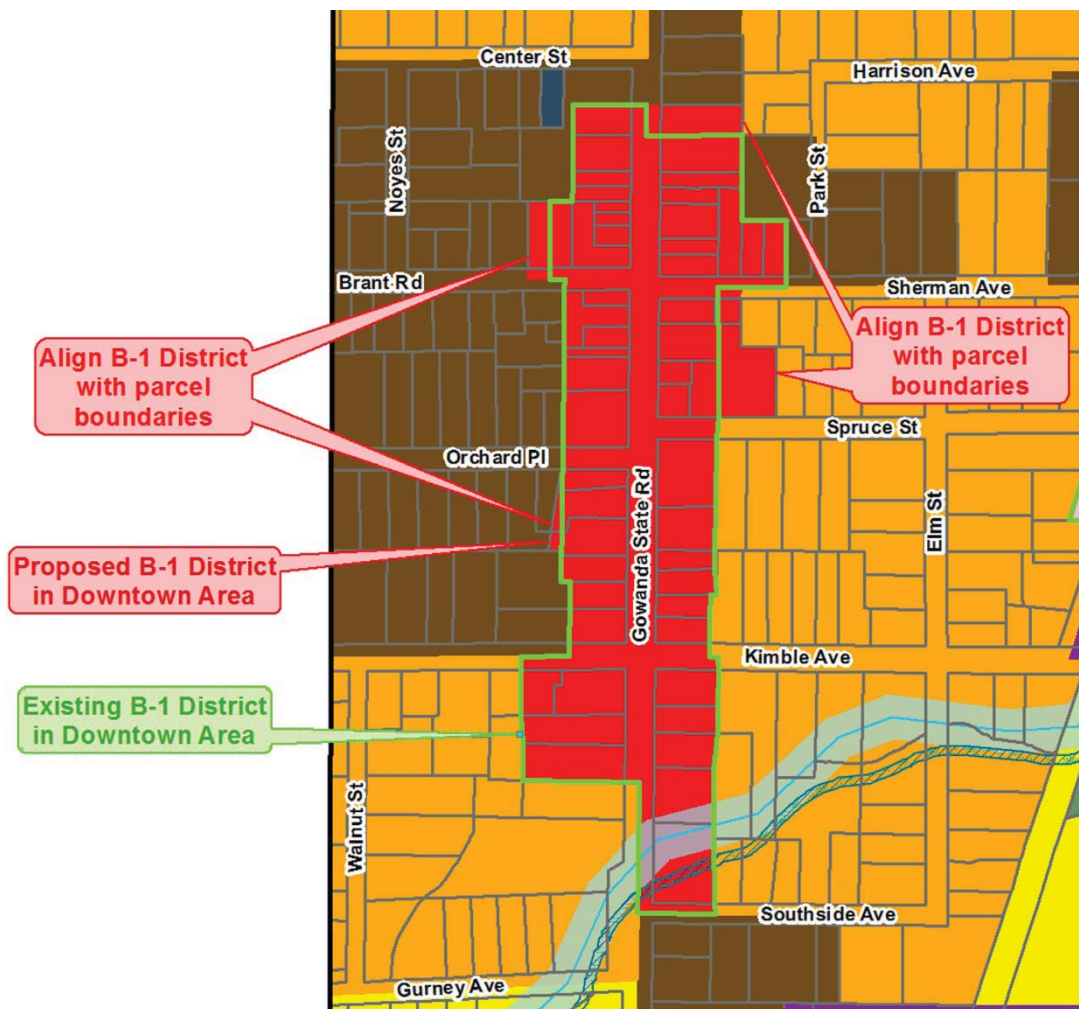 Center St
Harrison Ave
Noyes St
Park St
Brant Rd
Sherman Ave
Align B-1 District
with parcel
boundaries
Align B-1 District
with parcel
boundaries
Spruce St
Orchard Pl
Gowanda State Rd
Elm St
Proposed B-1 District
in Downtown Area
Kimble Ave
Existing B-1 District
in Downtown Area
Walnut St
Southside Ave
Gurney Ave